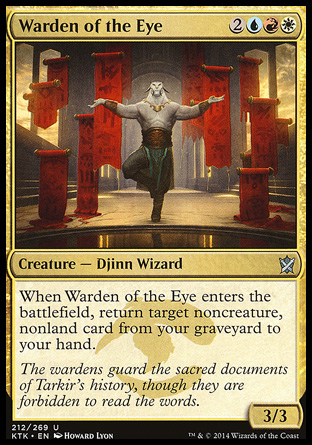 Warden of the Eye 2
Creature — Djinn Wizard
When Warden of the Eye enters the
battlefield, return target noncreature,
nonland card from your graveyard to
your hand.
The wardens guard the sacred documents
of Tarkir's history, though they are
forbidden to read the words.
3/3
212/269 U
KTK • EN Howard Lyon
™ & © 2014 Wizards of the Coast